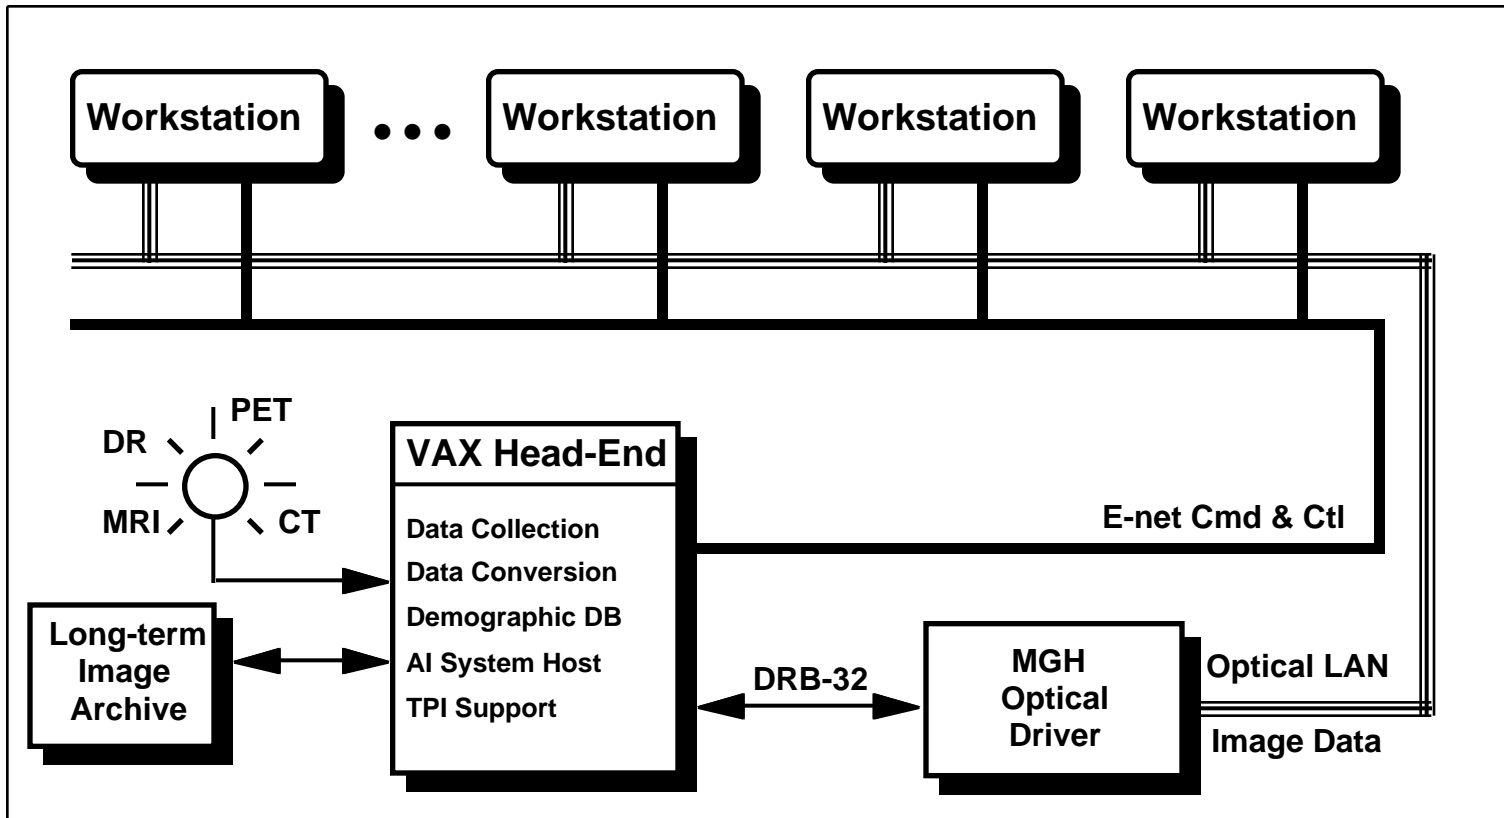 Workstation
Workstation
Workstation
Workstation
PET
DR
MRI
CT
VAX Head-End
Data Collection
Data Conversion
Demographic DB
AI System Host
TPI Support
E-net Cmd & Ctl
Long-term
Image
Archive
DRB-32
MGH
Optical
Driver
Optical LAN
Image Data